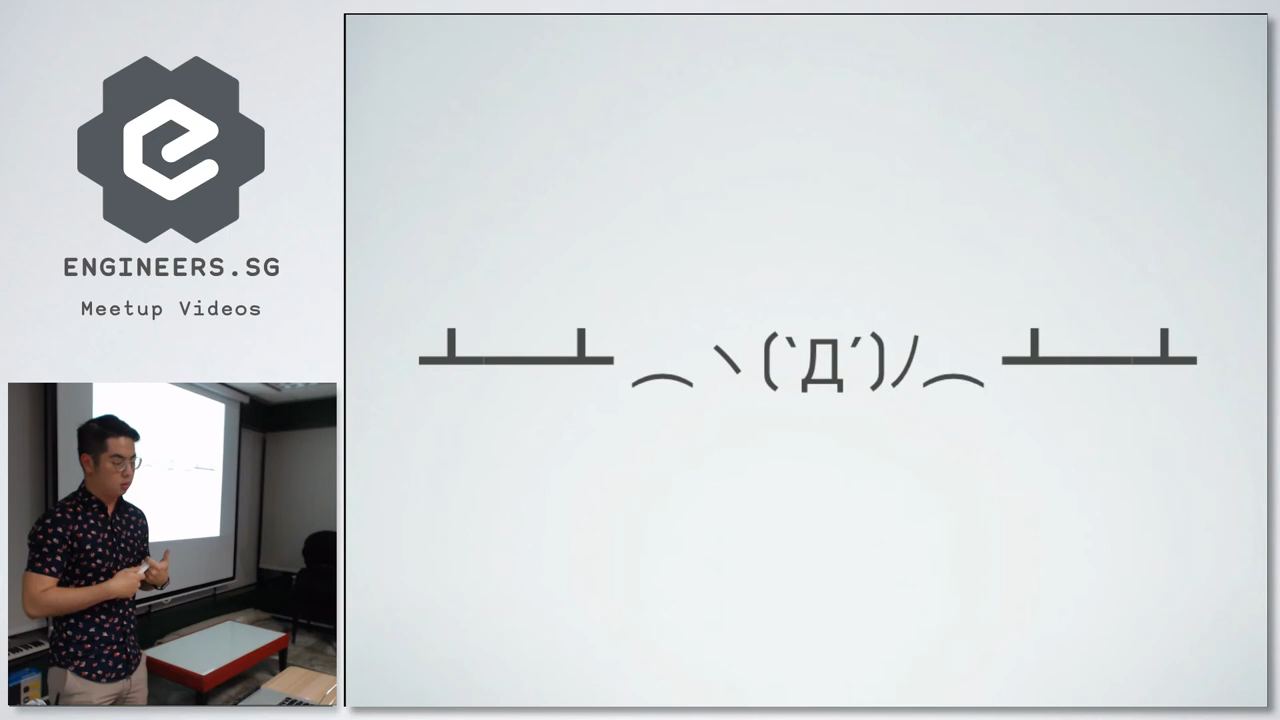 ENGINEERS.SG
Meetup Videos
┻━┻ ︵ヽ(`Д´)ﾉ︵ ┻━┻